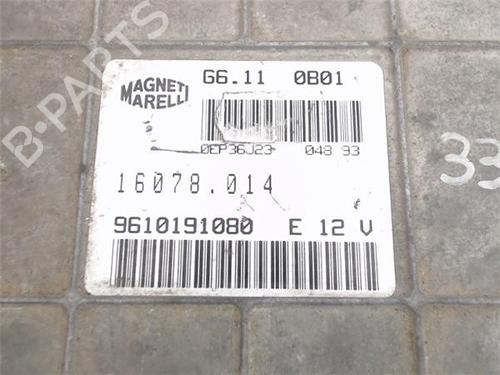 B-PARTS
MAGNETI
MARELLI
G6.11 0B01
0EP36J23 048 93
16078.014
9610191080 E 12 V
33